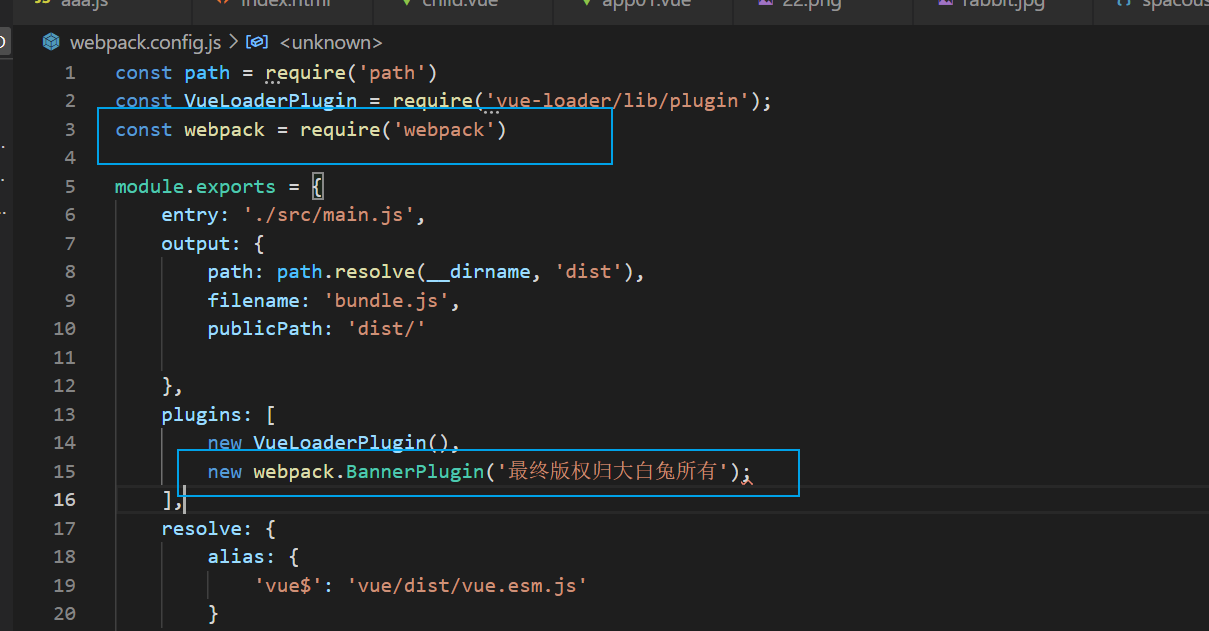 aaa.js index.html child.vue app01.vue 22.png rabbit.jpg
webpack.config.js > <unknown>
1 const path = require('path')
2 const VueLoaderPlugin = require('vue-loader/lib/plugin');
3 const webpack = require('webpack')
4
5 module.exports = {
6 entry: './src/main.js',
7 output: {
8 path: path.resolve(__dirname, 'dist'),
9 filename: 'bundle.js',
10 publicPath: 'dist/'
11
12 },
13 plugins: [
14 new VueLoaderPlugin(),
15 new webpack.BannerPlugin('最终版权归大白兔所有');
16 ],
17 resolve: {
18 alias: {
19 'vue$': 'vue/dist/vue.esm.js'
20 }